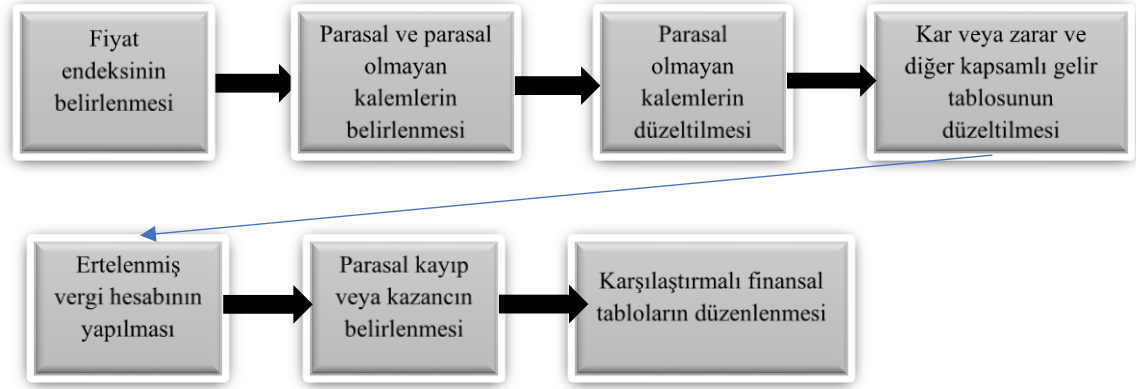 Fiyat
endeksinin
belirlenmesi
Parasal ve parasal
olmayan
kalemlerin
belirlenmesi
Parasal
olmayan
kalemlerin
düzeltilmesi
Kar veya zarar ve
diğer kapsamlı gelir
tablosunun
düzeltilmesi
Ertelenmiş
vergi hesabının
yapılması
Parasal kayıp
veya kazancın
belirlenmesi
Karşılaştırmalı finansal
tabloların düzenlenmesi